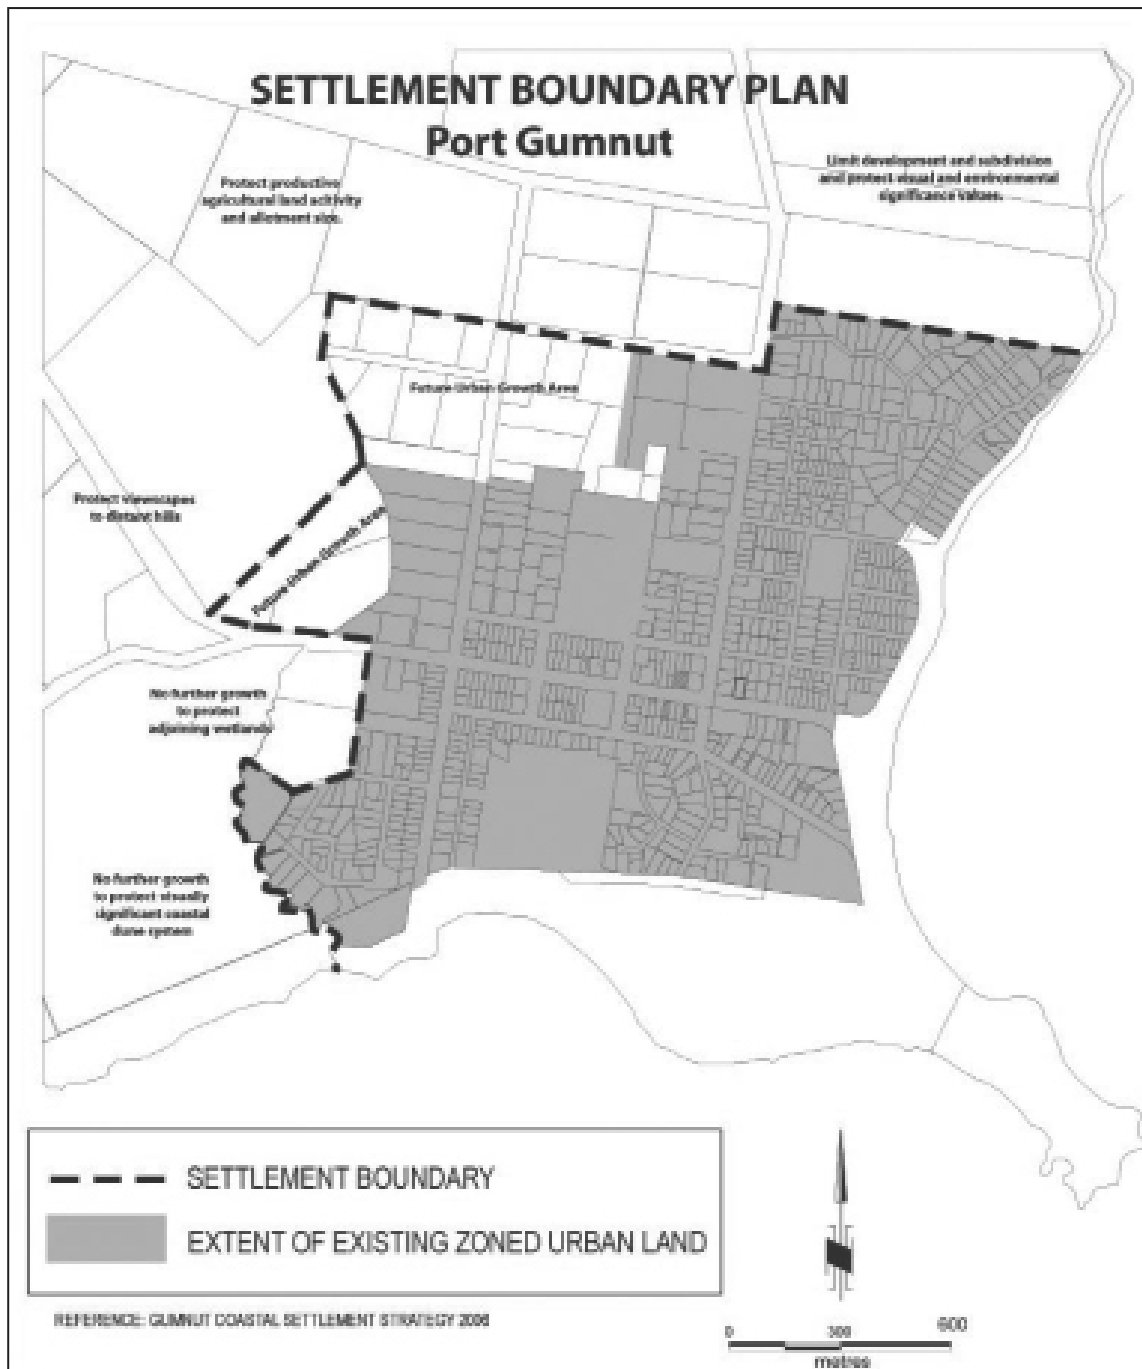 SETTLEMENT BOUNDARY PLAN
Port Gumnut
Protect productive
agricultural land activity
and allotment size.
Limit development and subdivision
and protect visual and environmental
significance values.
Future Urban Growth Area
Protect viewscapes
to distant hills
Future Urban Growth Area
No further growth
to protect
adjoining wetlands
No further growth
to protect visually
significant coastal
dune system
SETTLEMENT BOUNDARY
EXTENT OF EXISTING ZONED URBAN LAND
REFERENCE: GUMNUT COASTAL SETTLEMENT STRATEGY 2006
0 300 600
metres